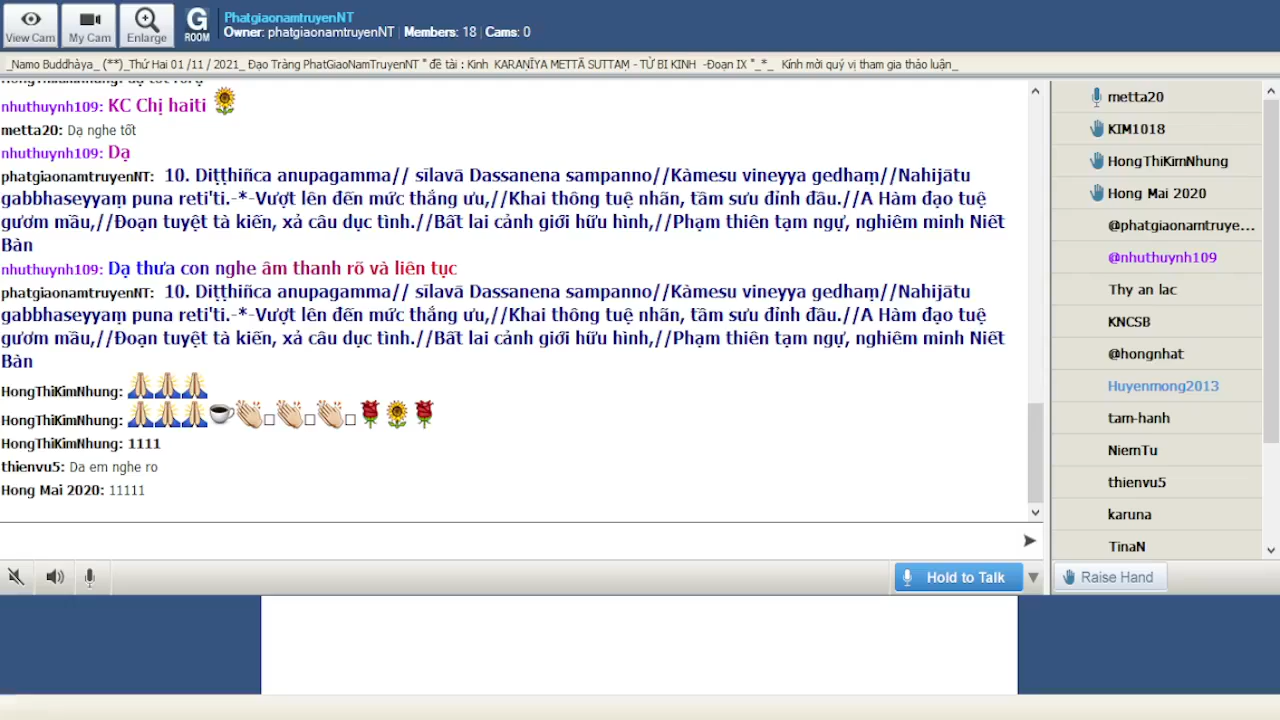 View Cam
My Cam
Enlarge
G
ROOM
PhatgiaonamtruyenNT
Owner: phatgiaonamtruyenNT | Members: 18 | Cams: 0
_Namo Buddhàya_ (**)_Thứ Hai 01 /11 / 2021_ Đạo Tràng PhatGiaoNamTruyenNT " đề tài : Kinh KARAṆĪYA METTĀ SUTTAṂ - TỪ BI KINH -Đoạn IX "_*_ Kính mời quý vị tham gia thảo luận_
nhuthuynh109: KC Chị haiti
metta20: Dạ nghe tốt
nhuthuynh109: Dạ
phatgiaonamtruyenNT: 10. Diṭṭhiñca anupagamma// sīlavā Dassanena sampanno//Kàmesu vineyya gedhaṃ//Nahijātu
gabbhaseyyaṃ puna reti'ti.-*-Vượt lên đến mức thắng ưu,//Khai thông tuệ nhãn, tầm sưu đỉnh đầu.//A Hàm đạo tuệ
gươm mầu,//Đoạn tuyệt tà kiến, xả câu dục tình.//Bất lai cảnh giới hữu hình,//Phạm thiên tạm ngự, nghiêm minh Niết
Bàn
nhuthuynh109: Dạ thưa con nghe âm thanh rõ và liên tục
phatgiaonamtruyenNT: 10. Diṭṭhiñca anupagamma// sīlavā Dassanena sampanno//Kàmesu vineyya gedhaṃ//Nahijātu
gabbhaseyyaṃ puna reti'ti.-*-Vượt lên đến mức thắng ưu,//Khai thông tuệ nhãn, tầm sưu đỉnh đầu.//A Hàm đạo tuệ
gươm mầu,//Đoạn tuyệt tà kiến, xả câu dục tình.//Bất lai cảnh giới hữu hình,//Phạm thiên tạm ngự, nghiêm minh Niết
Bàn
HongThiKimNhung: 🙏🙏🙏
HongThiKimNhung: 🙏🙏🙏☕👏□👏□👏□🌹🌻🌹
HongThiKimNhung: 1111
thienvu5: Da em nghe ro
Hong Mai 2020: 11111
Hold to Talk
metta20
KIM1018
HongThiKimNhung
Hong Mai 2020
@phatgiaonamtruye...
@nhuthuynh109
Thy an lac
KNCSB
@hongnhat
Huyenmong2013
tam-hanh
NiemTu
thienvu5
karuna
TinaN
Raise Hand